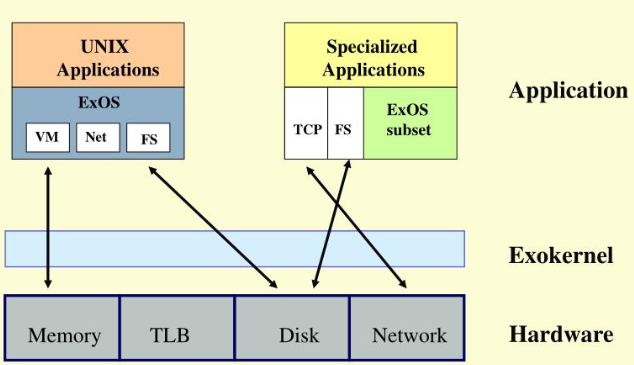 UNIX
Applications
ExOS
VM
Net
FS
Specialized
Applications
TCP
FS
ExOS
subset
Application
Exokernel
Memory
TLB
Disk
Network
Hardware